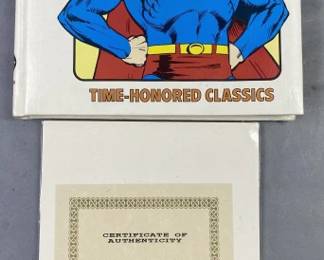 TIME-HONORED CLASSICS
CERTIFICATE OF
AUTHENTICITY